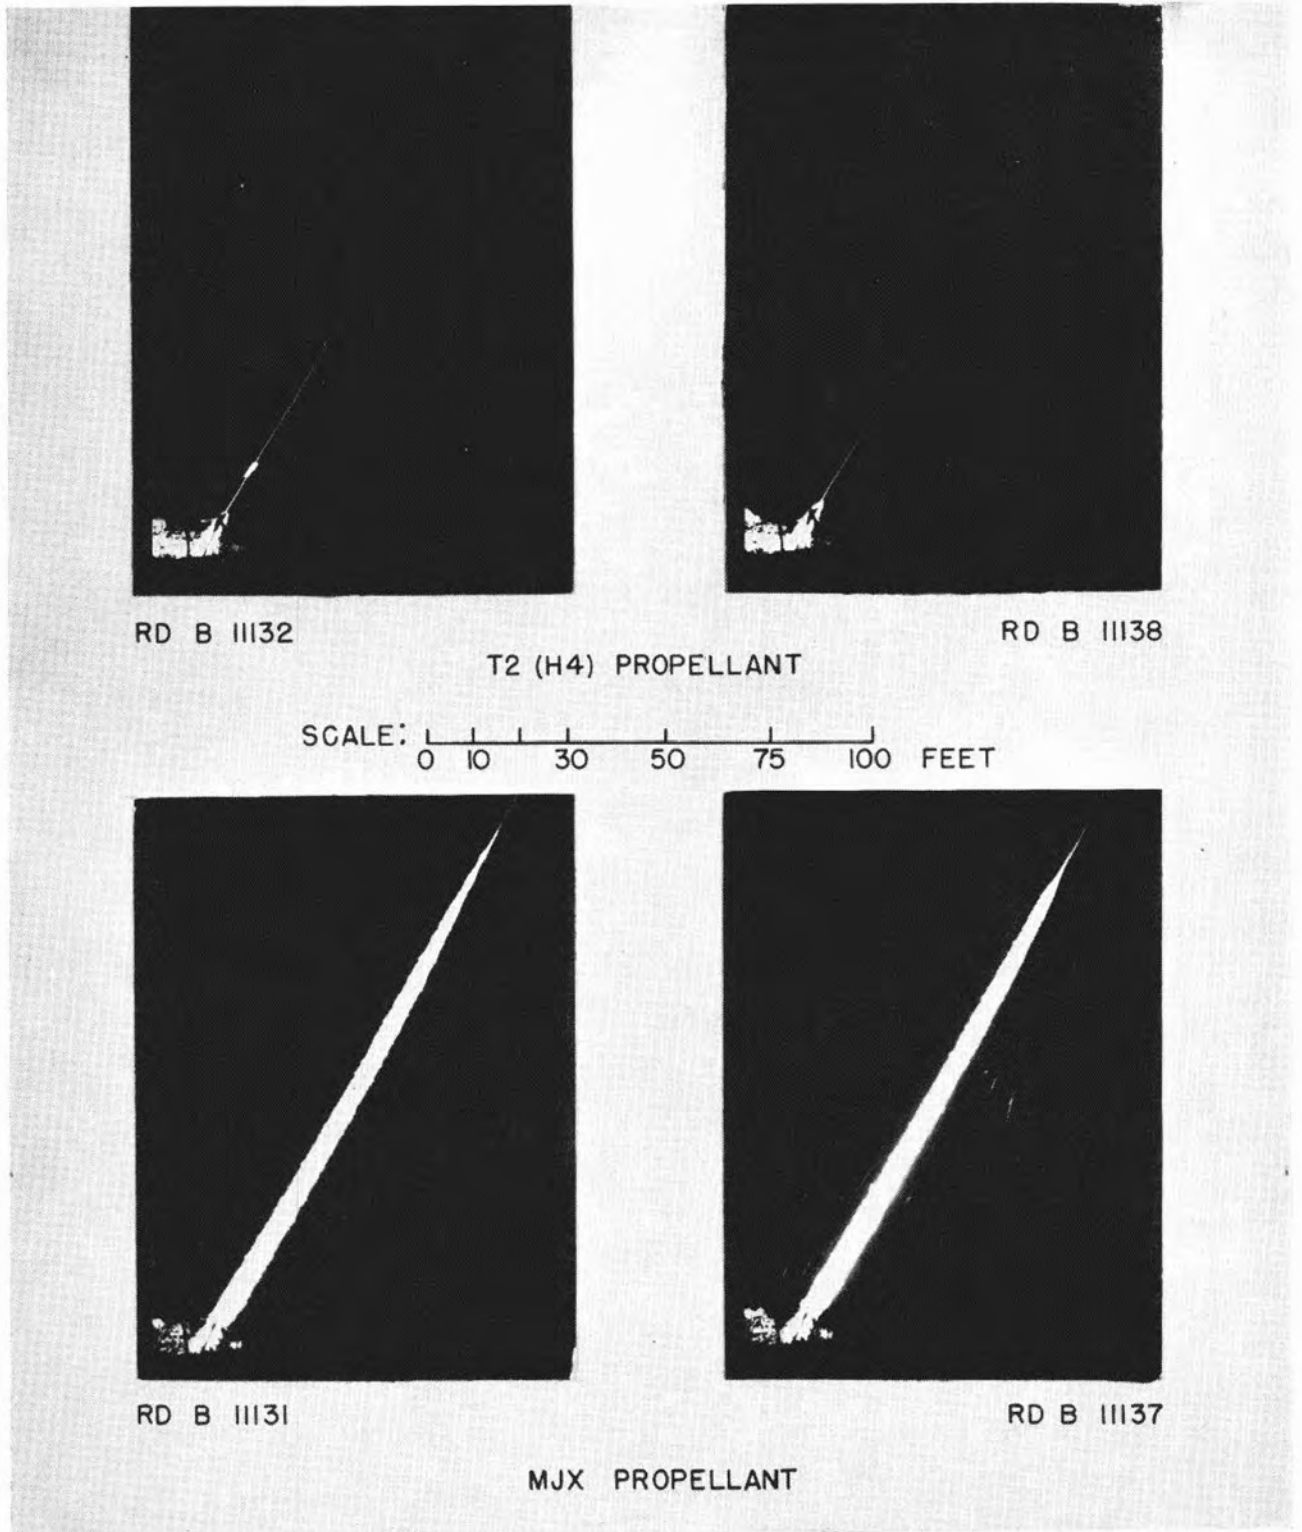 RD B 11132
RD B 11138
T2 (H4) PROPELLANT
SCALE:
0 10 30 50 75 100 FEET
RD B 11131
RD B 11137
MJX PROPELLANT